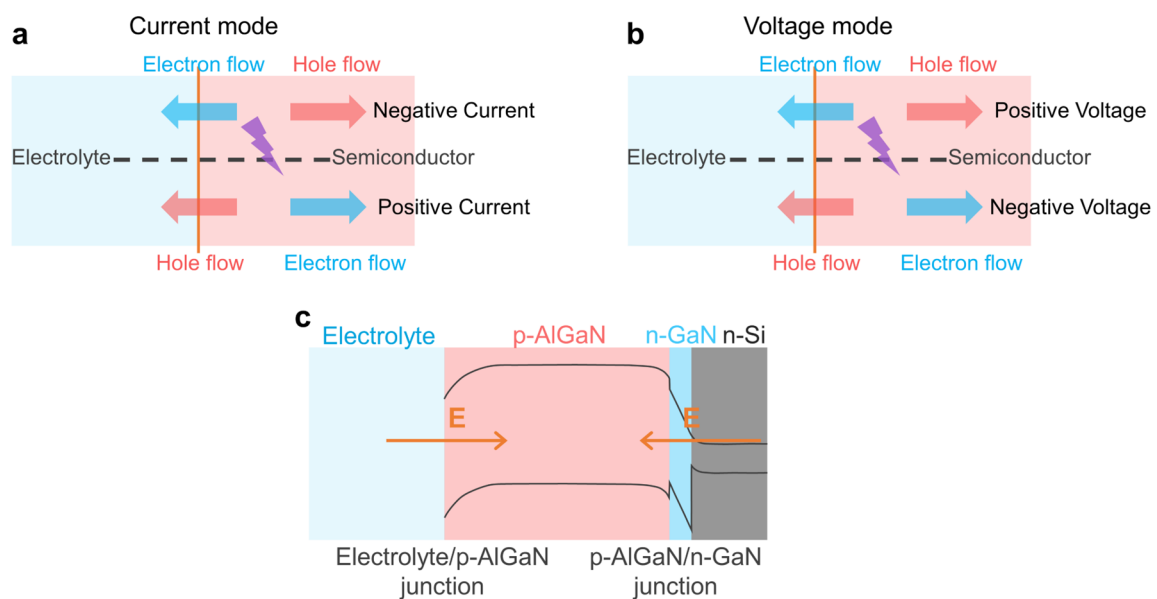 a
Current mode
Electron flow
Hole flow
Negative Current
Electrolyte
Semiconductor
Positive Current
Hole flow
Electron flow
b
Voltage mode
Electron flow
Hole flow
Positive Voltage
Electrolyte
Semiconductor
Negative Voltage
Hole flow
Electron flow
c
Electrolyte
p-AlGaN
n-GaN
n-Si
E
E
Electrolyte/p-AlGaN
junction
p-AlGaN/n-GaN
junction